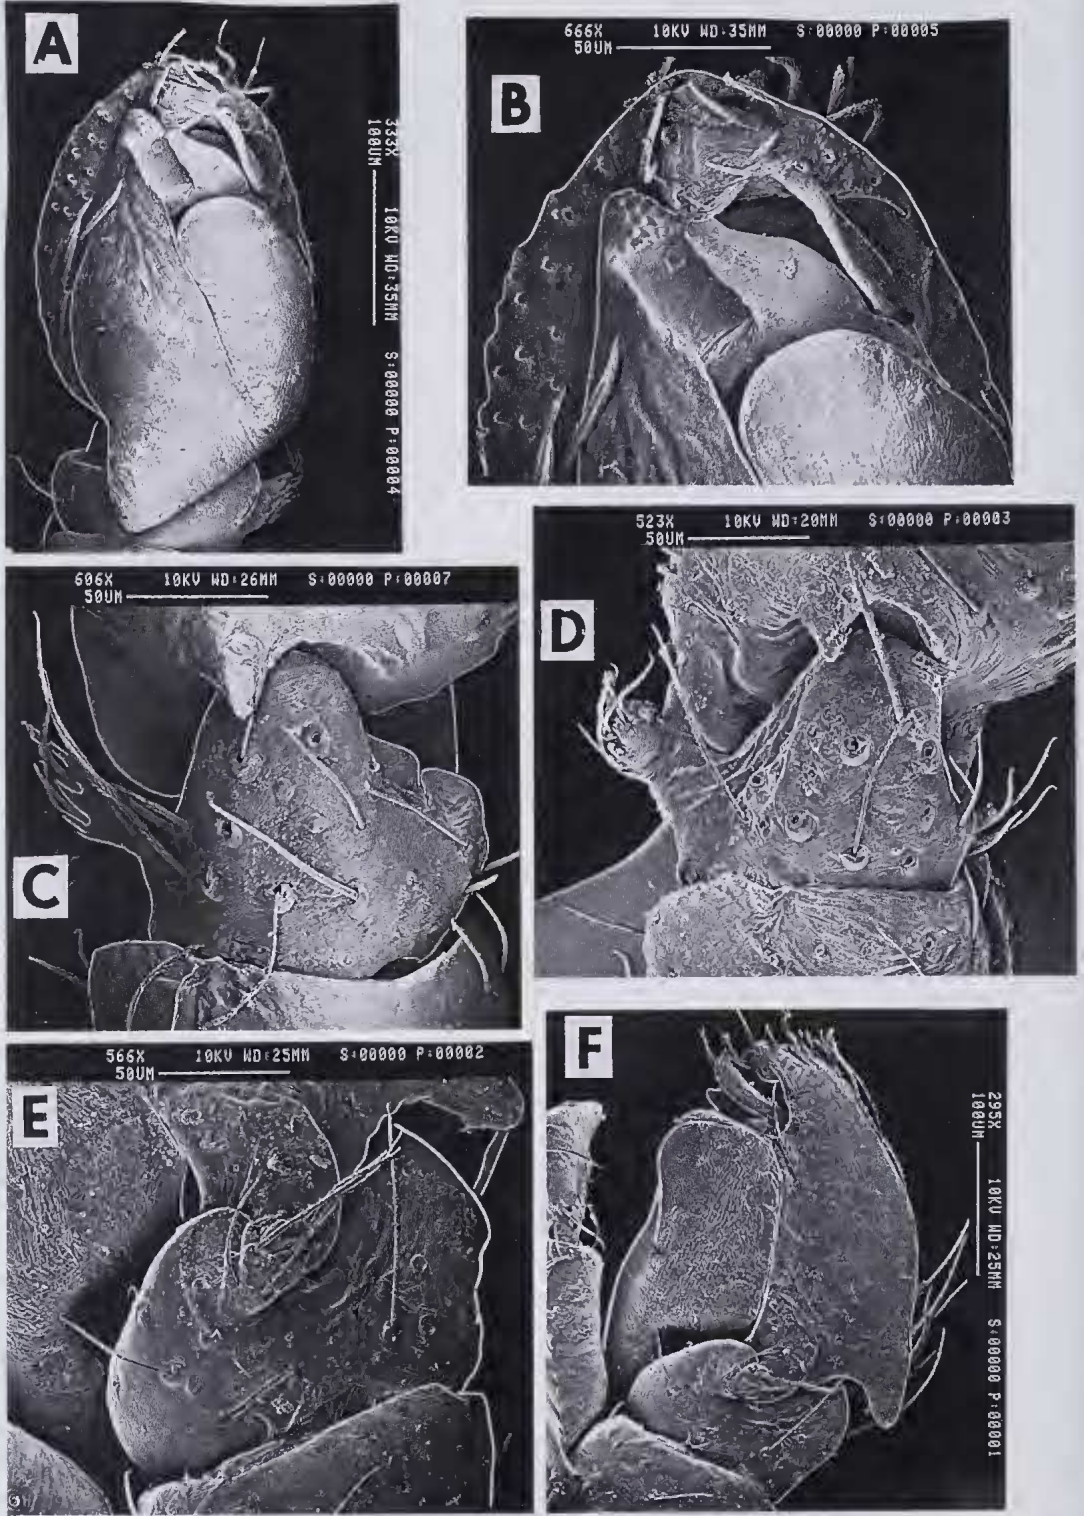 A
333X 10KV WD:35MM S:00000 P:00004
100UM
666X 10KV WD:35MM S:00000 P:00005
50UM
B
606X 10KV WD:26MM S:00000 P:00007
50UM
C
523X 10KV WD:20MM S:00000 P:00003
50UM
D
566X 10KV WD:25MM S:00000 P:00002
50UM
E
F
295X 10KV WD:25MM S:00000 P:00001
100UM